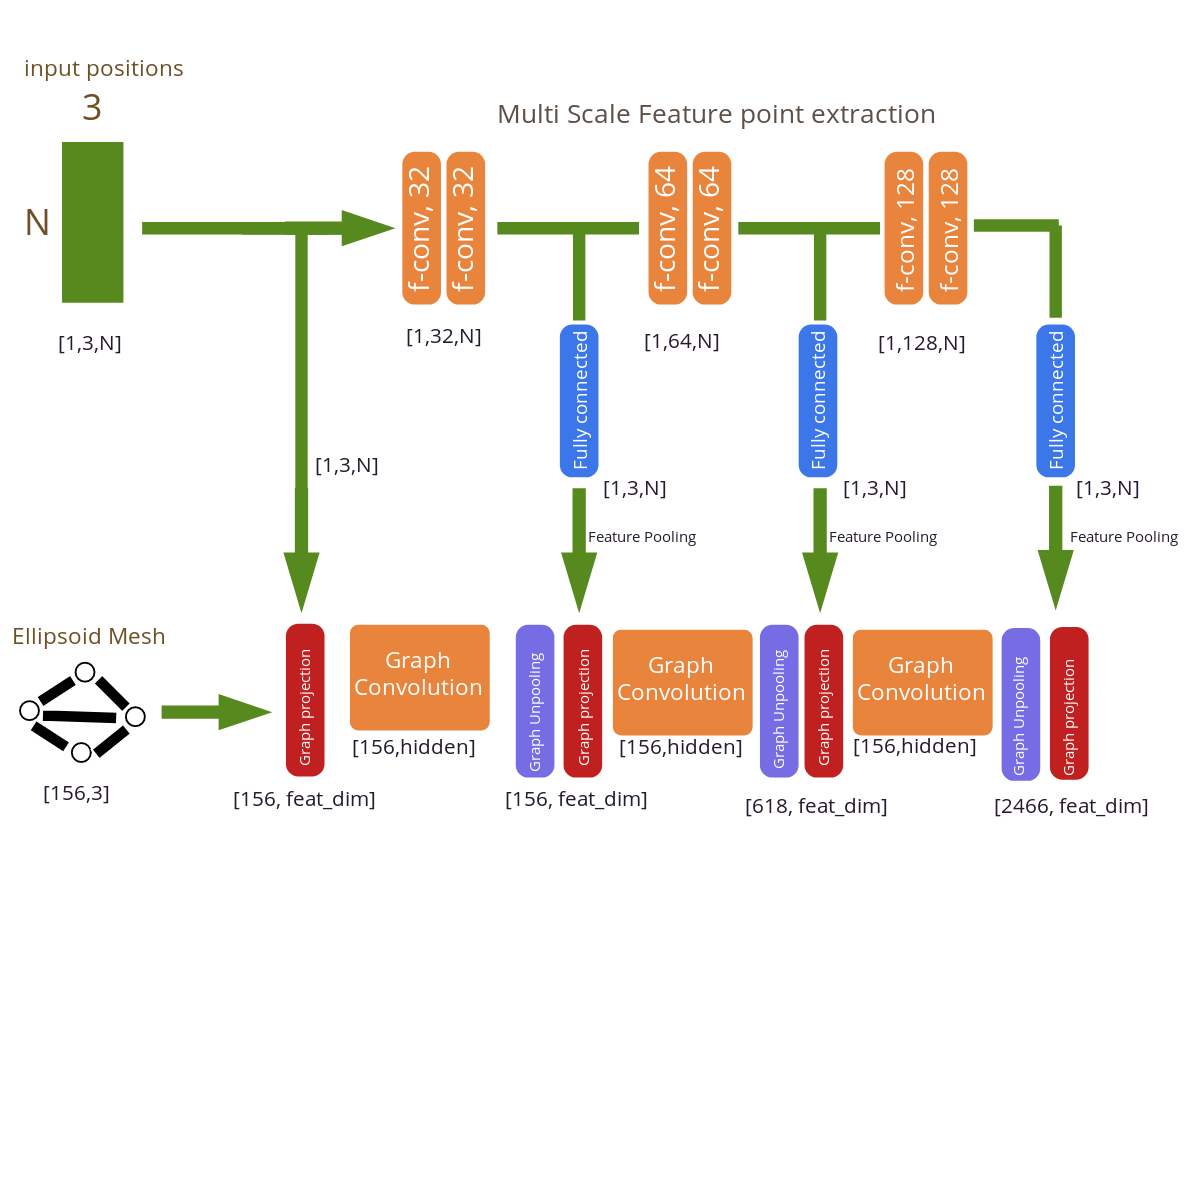 input positions
3
N
[1,3,N]
Multi Scale Feature point extraction
f-conv, 32
f-conv, 32
[1,32,N]
f-conv, 64
f-conv, 64
[1,64,N]
f-conv, 128
f-conv, 128
[1,128,N]
Fully connected
Fully connected
Fully connected
[1,3,N]
[1,3,N]
[1,3,N]
[1,3,N]
Feature Pooling
Feature Pooling
Feature Pooling
Ellipsoid Mesh
[156,3]
Graph projection
[156, feat_dim]
Graph
Convolution
[156,hidden]
Graph Unpooling
Graph projection
[156, feat_dim]
Graph
Convolution
[156,hidden]
Graph Unpooling
Graph projection
[618, feat_dim]
Graph
Convolution
[156,hidden]
Graph Unpooling
Graph projection
[2466, feat_dim]